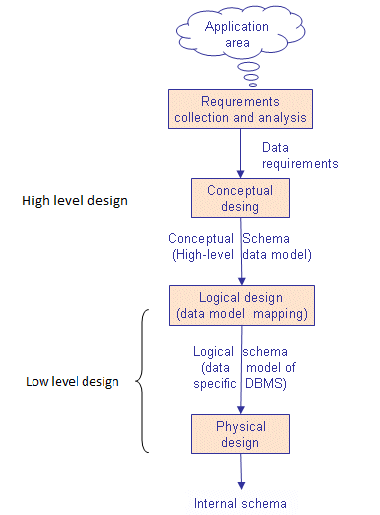 Application
area
Requrements
collection and analysis
Data
requirements
High level design
Conceptual
desing
Conceptual Schema
(High-level data model)
Logical design
(data model mapping)
Low level design
Logical schema
(data model of
specific DBMS)
Physical
design
Internal schema